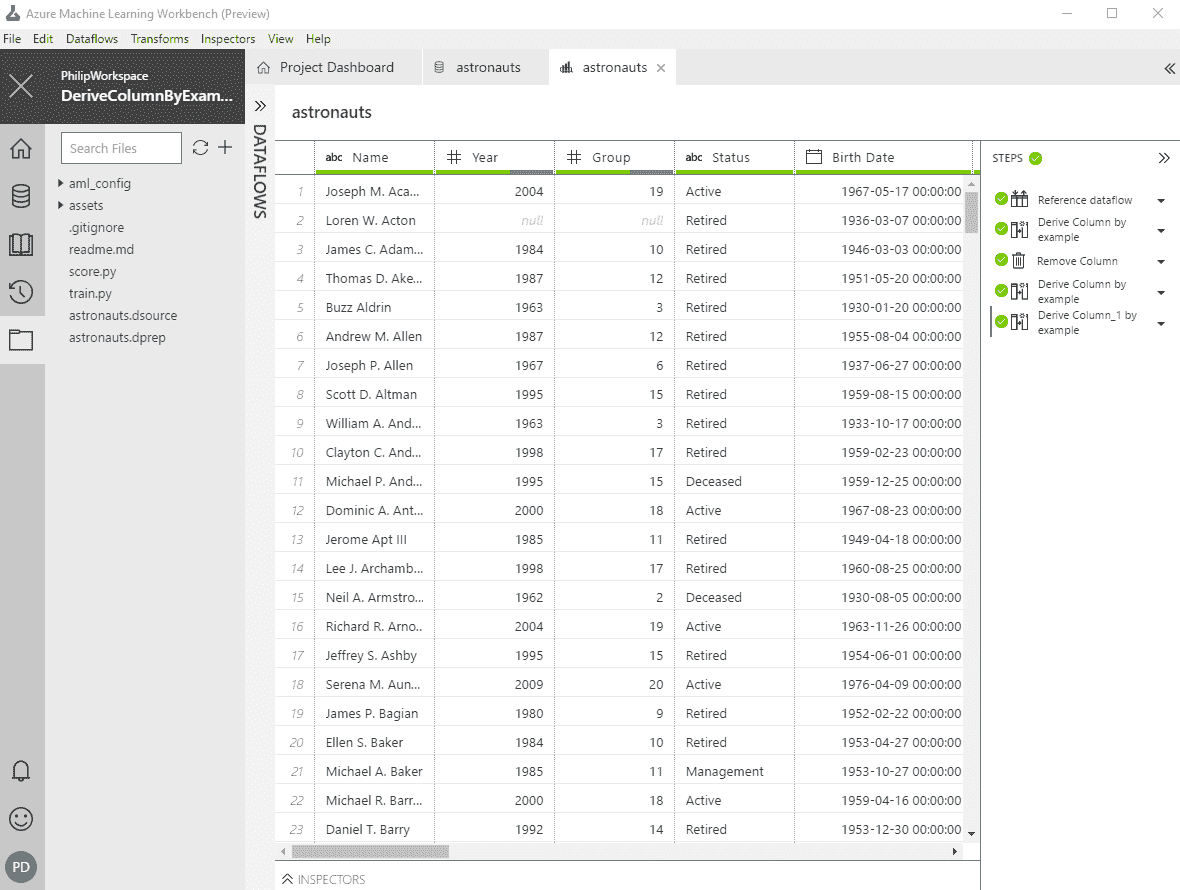 Azure Machine Learning Workbench (Preview)
File Edit Dataflows Transforms Inspectors View Help
PhilipWorkspace
DeriveColumnByExam...
Project Dashboard
astronauts
astronauts
Search Files
aml_config
assets
.gitignore
readme.md
score.py
train.py
astronauts.dsource
astronauts.dprep
PD
DATAFLOWS
astronauts
abc Name # Year # Group abc Status Birth Date
1 Joseph M. Aca... 2004 19 Active 1967-05-17 00:00:00
2 Loren W. Acton null null Retired 1936-03-07 00:00:00
3 James C. Adam... 1984 10 Retired 1946-03-03 00:00:00
4 Thomas D. Ake... 1987 12 Retired 1951-05-20 00:00:00
5 Buzz Aldrin 1963 3 Retired 1930-01-20 00:00:00
6 Andrew M. Allen 1987 12 Retired 1955-08-04 00:00:00
7 Joseph P. Allen 1967 6 Retired 1937-06-27 00:00:00
8 Scott D. Altman 1995 15 Retired 1959-08-15 00:00:00
9 William A. And... 1963 3 Retired 1933-10-17 00:00:00
10 Clayton C. And... 1998 17 Retired 1959-02-23 00:00:00
11 Michael P. And... 1995 15 Deceased 1959-12-25 00:00:00
12 Dominic A. Ant... 2000 18 Active 1967-08-23 00:00:00
13 Jerome Apt III 1985 11 Retired 1949-04-18 00:00:00
14 Lee J. Archamb... 1998 17 Retired 1960-08-25 00:00:00
15 Neil A. Armstro... 1962 2 Deceased 1930-08-05 00:00:00
16 Richard R. Arno.. 2004 19 Active 1963-11-26 00:00:00
17 Jeffrey S. Ashby 1995 15 Retired 1954-06-01 00:00:00
18 Serena M. Aun... 2009 20 Active 1976-04-09 00:00:00
19 James P. Bagian 1980 9 Retired 1952-02-22 00:00:00
20 Ellen S. Baker 1984 10 Retired 1953-04-27 00:00:00
21 Michael A. Baker 1985 11 Management 1953-10-27 00:00:00
22 Michael R. Barr... 2000 18 Active 1959-04-16 00:00:00
23 Daniel T. Barry 1992 14 Retired 1953-12-30 00:00:00
INSPECTORS
STEPS
Reference dataflow
Derive Column by
example
Remove Column
Derive Column by
example
Derive Column_1 by
example